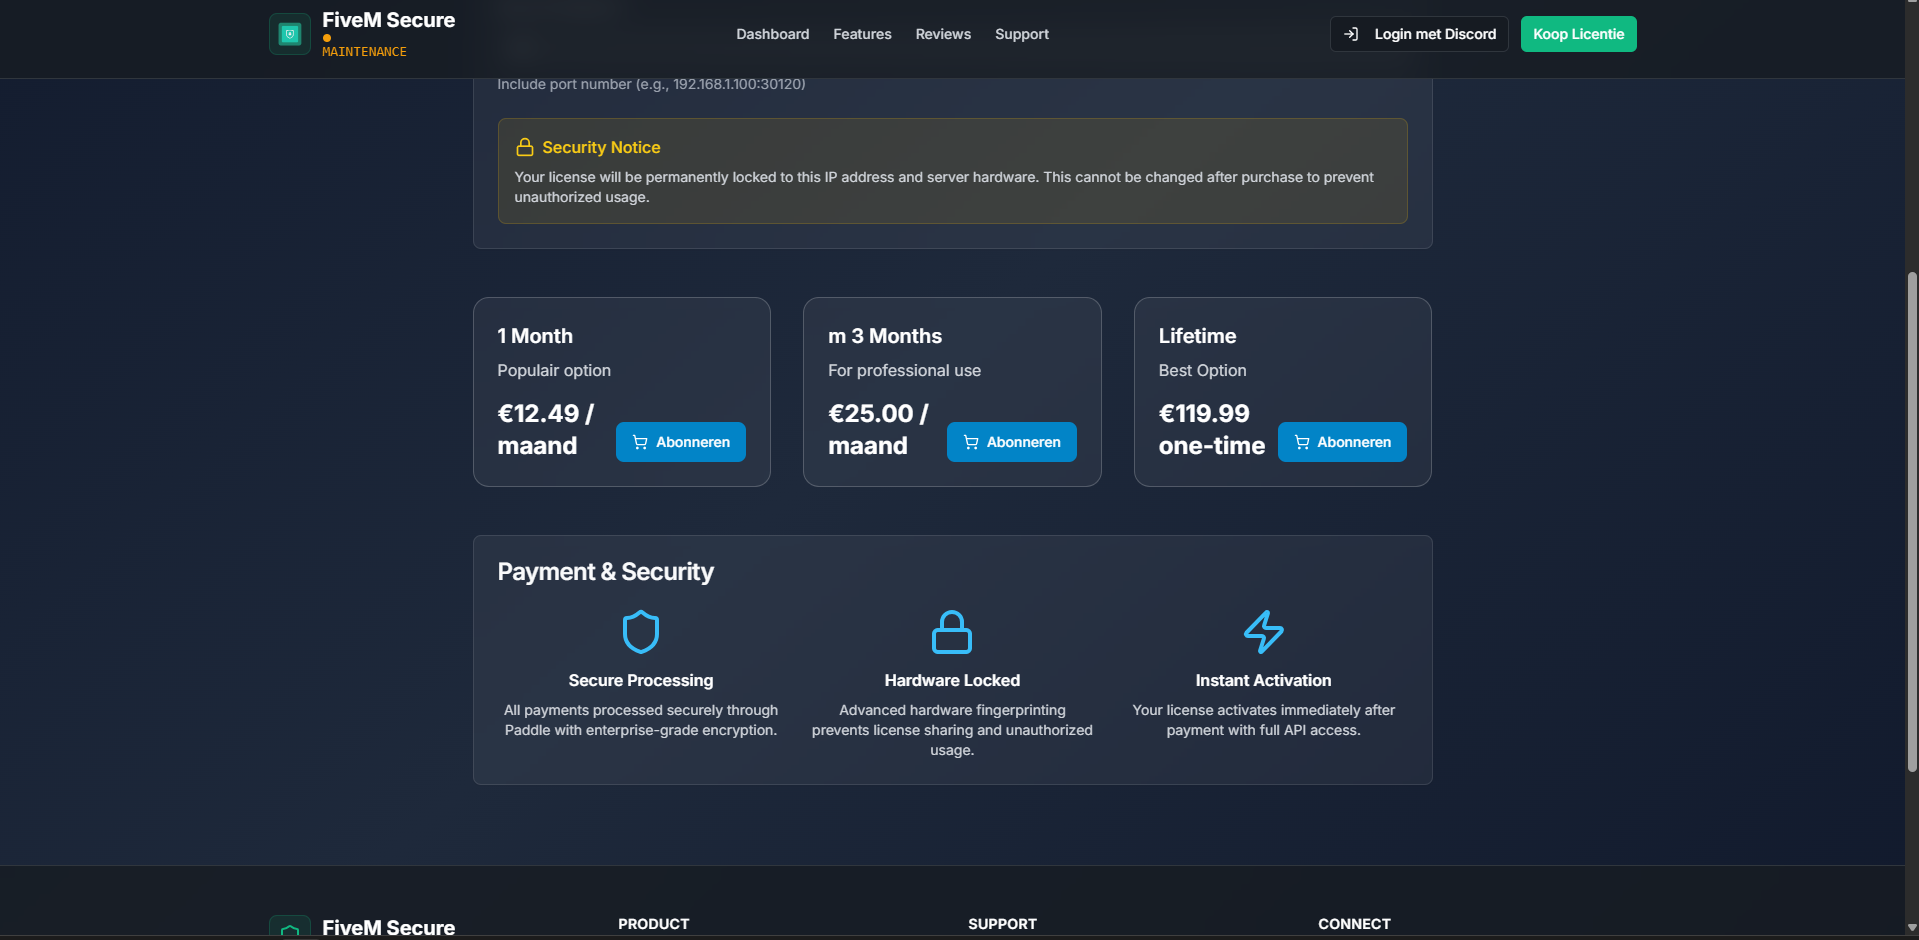 FiveM Secure
MAINTENANCE
Dashboard
Features
Reviews
Support
Login met Discord
Koop Licentie
Include port number (e.g., 192.168.1.100:30120)
Security Notice
Your license will be permanently locked to this IP address and server hardware. This cannot be changed after purchase to prevent
unauthorized usage.
1 Month
Populair option
€12.49 /
maand
Abonneren
m 3 Months
For professional use
€25.00 /
maand
Abonneren
Lifetime
Best Option
€119.99
one-time
Abonneren
Payment & Security
Secure Processing
All payments processed securely through
Paddle with enterprise-grade encryption.
Hardware Locked
Advanced hardware fingerprinting
prevents license sharing and unauthorized
usage.
Instant Activation
Your license activates immediately after
payment with full API access.
FiveM Secure
PRODUCT
SUPPORT
CONNECT